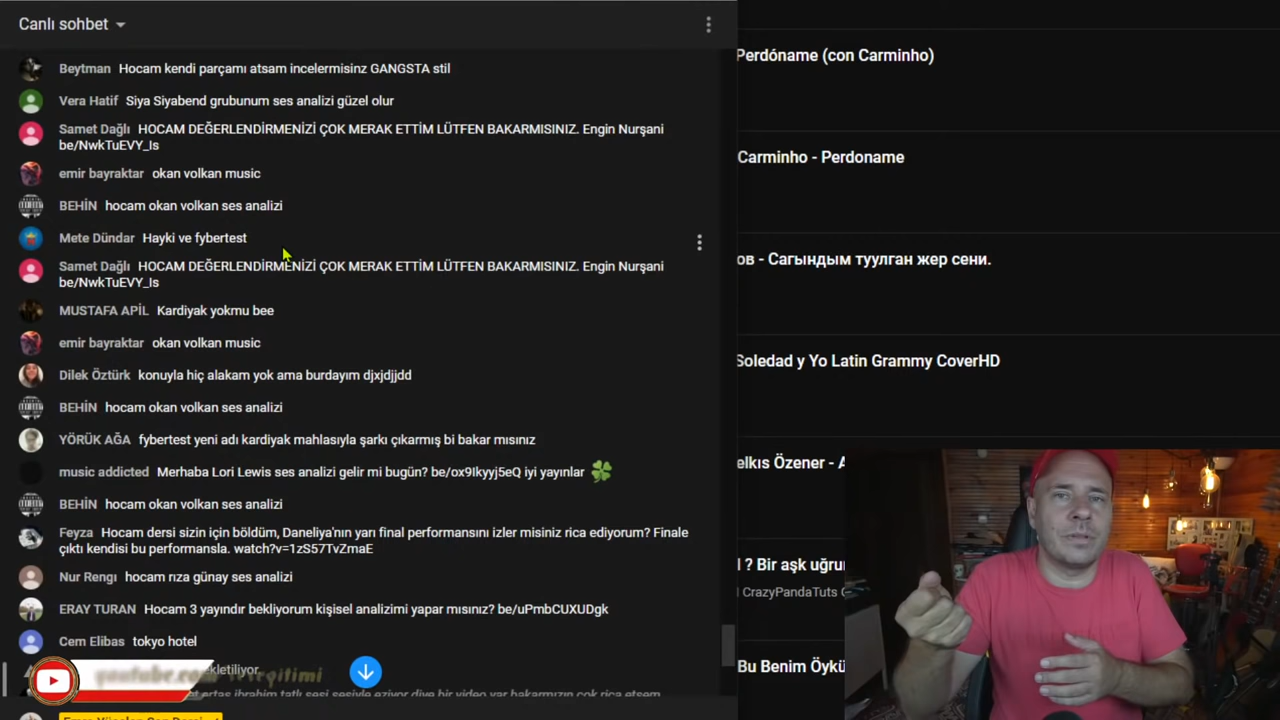 Canlı sohbet
Beytman Hocam kendi parçamı atsam incelermisinz GANGSTA stil
Vera Hatif Siya Siyabend grubunum ses analizi güzel olur
Samet Dağlı HOCAM DEĞERLENDİRMENİZİ ÇOK MERAK ETTİM LÜTFEN BAKARMISINIZ. Engin Nurşani
be/NwkTuEVY_Is
emir bayraktar okan volkan music
BEHİN hocam okan volkan ses analizi
Mete Dündar Hayki ve fybertest
Samet Dağlı HOCAM DEĞERLENDİRMENİZİ ÇOK MERAK ETTİM LÜTFEN BAKARMISINIZ. Engin Nurşani
be/NwkTuEVY_Is
MUSTAFA APİL Kardiyak yokmu bee
emir bayraktar okan volkan music
Dilek Öztürk konuyla hiç alakam yok ama burdayım djxjdjjdd
BEHİN hocam okan volkan ses analizi
YÖRÜK AĞA fybertest yeni adı kardiyak mahlasıyla şarkı çıkarmış bi bakar mısınız
music addicted Merhaba Lori Lewis ses analizi gelir mi bugün? be/ox9Ikyyj5eQ iyi yayınlar 🍀
BEHİN hocam okan volkan ses analizi
Feyza Hocam dersi sizin için böldüm, Daneliya'nın yarı final performansını izler misiniz rica ediyorum? Finale
çıktı kendisi bu performansla. watch?v=1zS57TvZmaE
Nur Rengı hocam rıza günay ses analizi
ERAY TURAN Hocam 3 yayındır bekliyorum kişisel analizimi yapar mısınız? be/uPmbCUXUDgk
Cem Elibas tokyo hotel
Perdóname (con Carminho)
Carminho - Perdoname
ов - Сагындым туулган жер сени.
Soledad y Yo Latin Grammy CoverHD
elkıs Özener - A
! ? Bir aşk uğrun
CrazyPandaTuts
Bu Benim Öykü